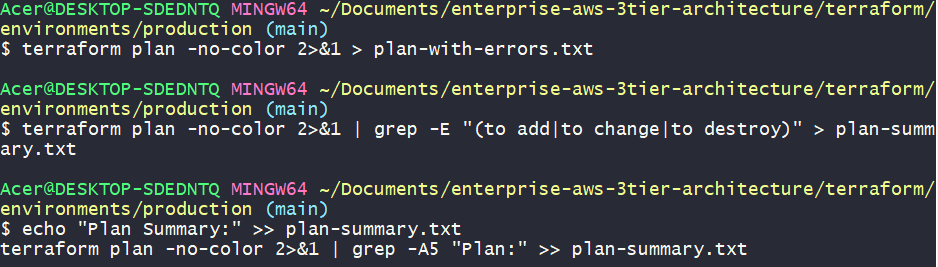 Acer@DESKTOP-SDEDNTQ MINGW64 ~/Documents/enterprise-aws-3tier-architecture/terraform/
environments/production (main)
$ terraform plan -no-color 2>&1 > plan-with-errors.txt
Acer@DESKTOP-SDEDNTQ MINGW64 ~/Documents/enterprise-aws-3tier-architecture/terraform/
environments/production (main)
$ terraform plan -no-color 2>&1 | grep -E "(to add|to change|to destroy)" > plan-summ
ary.txt
Acer@DESKTOP-SDEDNTQ MINGW64 ~/Documents/enterprise-aws-3tier-architecture/terraform/
environments/production (main)
$ echo "Plan Summary:" >> plan-summary.txt
terraform plan -no-color 2>&1 | grep -A5 "Plan:" >> plan-summary.txt